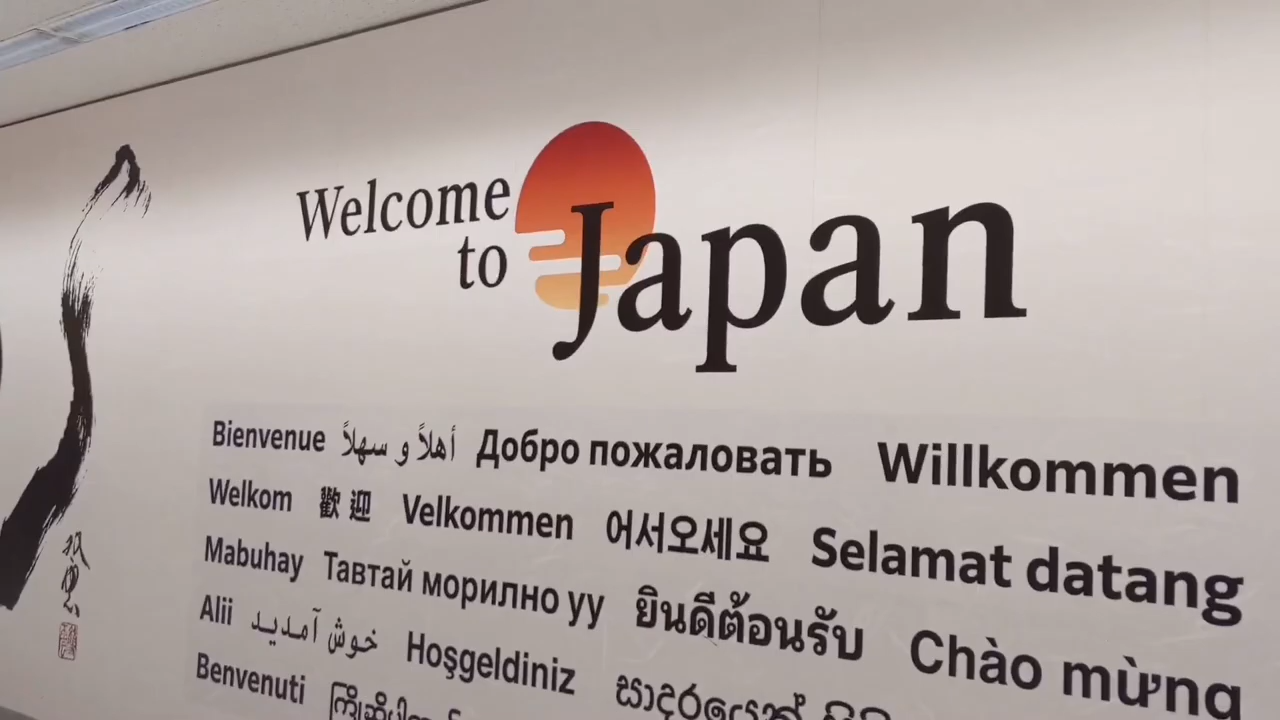 Welcome
to
Japan
Bienvenue أهلاً و سهلاً Добро пожаловать Willkommen
Welkom 歡迎 Velkommen 어서오세요 Selamat datang
Mabuhay Тавтай морилно уу ยินดีต้อนรับ Chào mừng
Alii خوش آمدید Hoşgeldiniz
Benvenuti